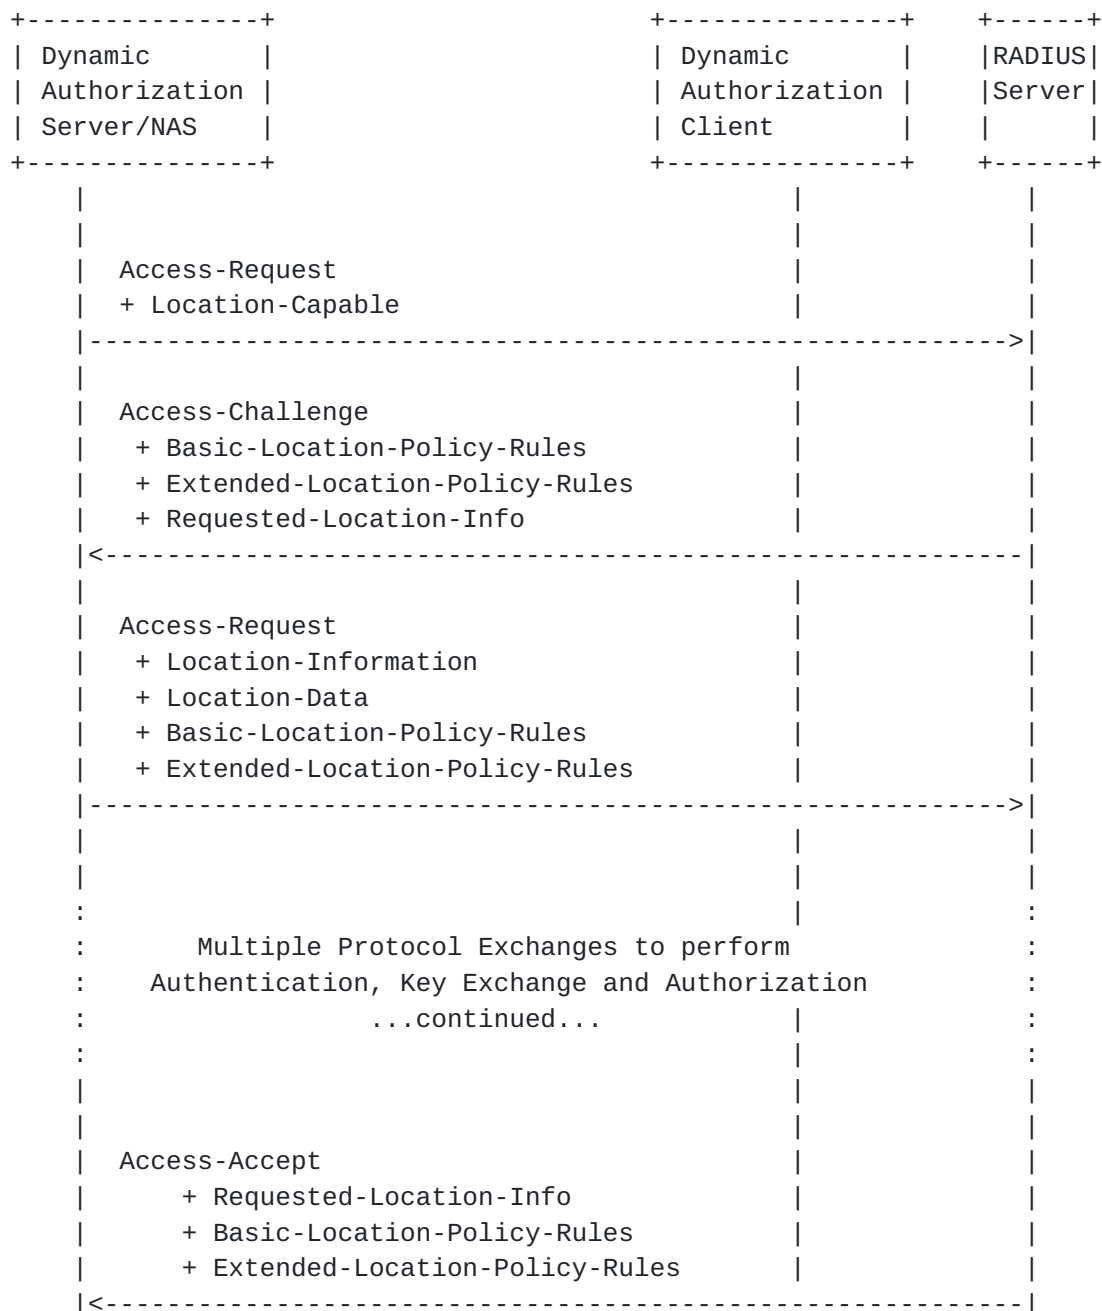 +---------------+                        +---------------+    +------+
| Dynamic       |                        | Dynamic       |    |RADIUS|
| Authorization |                        | Authorization |    |Server|
| Server/NAS    |                        | Client        |    |      |
+---------------+                        +---------------+    +------+
    |                                             |              |
    |                                             |              |
    |  Access-Request                             |              |
    |  + Location-Capable                         |              |
    |----------------------------------------------------------->|
    |                                             |              |
    |  Access-Challenge                           |              |
    |   + Basic-Location-Policy-Rules             |              |
    |   + Extended-Location-Policy-Rules          |              |
    |   + Requested-Location-Info                 |              |
    |<-----------------------------------------------------------|
    |                                             |              |
    |  Access-Request                             |              |
    |   + Location-Information                    |              |
    |   + Location-Data                           |              |
    |   + Basic-Location-Policy-Rules             |              |
    |   + Extended-Location-Policy-Rules          |              |
    |----------------------------------------------------------->|
    |                                             |              |
    |                                             |              |
    :                                             |              :
    :       Multiple Protocol Exchanges to perform               :
    :    Authentication, Key Exchange and Authorization          :
    :                  ...continued...            |              :
    :                                             |              :
    |                                             |              |
    |                                             |              |
    |  Access-Accept                              |              |
    |      + Requested-Location-Info              |              |
    |      + Basic-Location-Policy-Rules          |              |
    |      + Extended-Location-Policy-Rules       |              |
    |<-----------------------------------------------------------|